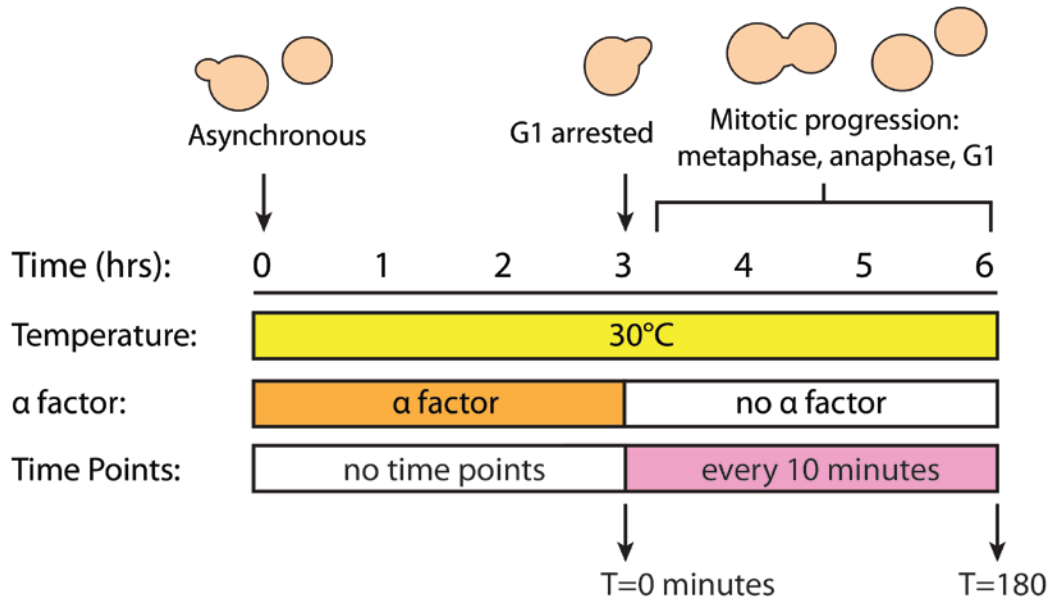 Asynchronous
G1 arrested
Mitotic progression:
metaphase, anaphase, G1
Time (hrs): 0 1 2 3 4 5 6
Temperature: 30°C
α factor: α factor no α factor
Time Points: no time points every 10 minutes
T=0 minutes T=180